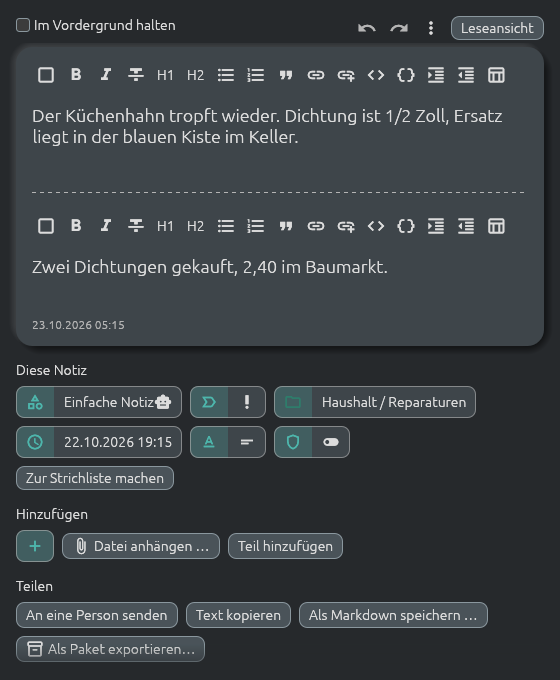 Im Vordergrund halten
Leseansicht
B I S H1 H2
Der Küchenhahn tropft wieder. Dichtung ist 1/2 Zoll, Ersatz
liegt in der blauen Kiste im Keller.
B I S H1 H2
Zwei Dichtungen gekauft, 2,40 im Baumarkt.
23.10.2026 05:15
Diese Notiz
Einfache Notiz
Haushalt / Reparaturen
22.10.2026 19:15
A
Zur Strichliste machen
Hinzufügen
Datei anhängen …
Teil hinzufügen
Teilen
An eine Person senden
Text kopieren
Als Markdown speichern …
Als Paket exportieren…